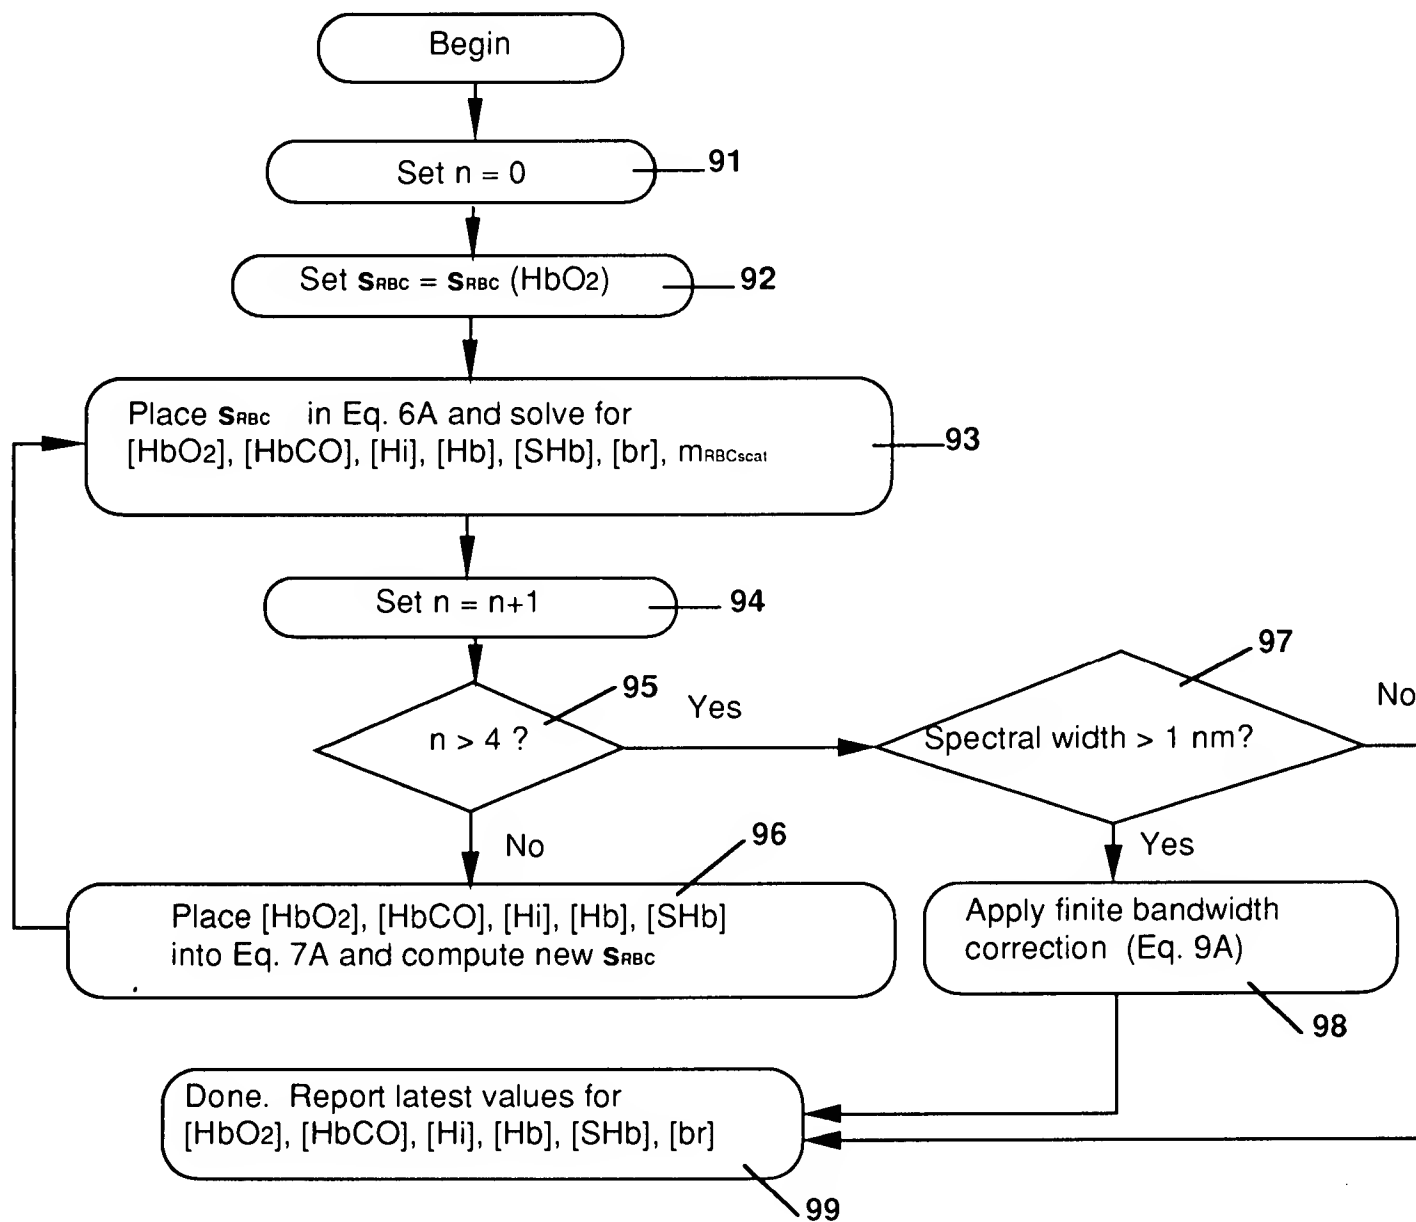 Begin
Set n = 0
91
Set sRBC = sRBC (HbO2)
92
Place sRBC in Eq. 6A and solve for
[HbO2], [HbCO], [Hi], [Hb], [SHb], [br], mRBCscat
93
Set n = n+1
94
n > 4 ?
95
Yes
No
Spectral width > 1 nm?
97
No
Yes
Place [HbO2], [HbCO], [Hi], [Hb], [SHb]
into Eq. 7A and compute new sRBC
96
Apply finite bandwidth
correction (Eq. 9A)
98
Done. Report latest values for
[HbO2], [HbCO], [Hi], [Hb], [SHb], [br]
99